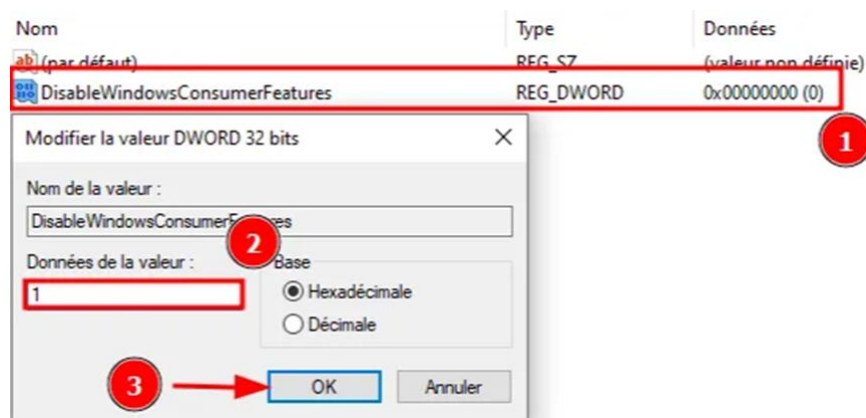 Nom Type Données
(par défaut) REG_SZ (valeur non définie)
DisableWindowsConsumerFeatures REG_DWORD 0x00000000 (0)
1
Modifier la valeur DWORD 32 bits
Nom de la valeur :
DisableWindowsConsumerFeatures
2
Données de la valeur : Base
1 Hexadécimale
Décimale
3 OK Annuler